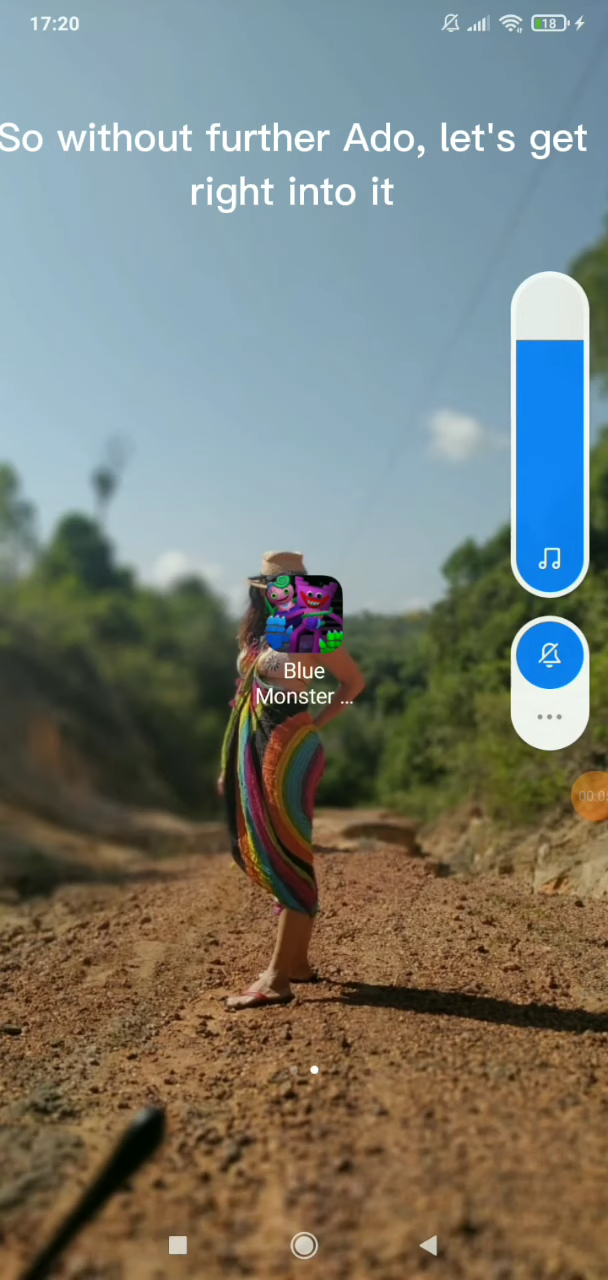 17:20
18
So without further Ado, let's get
right into it
Blue
Monster ...